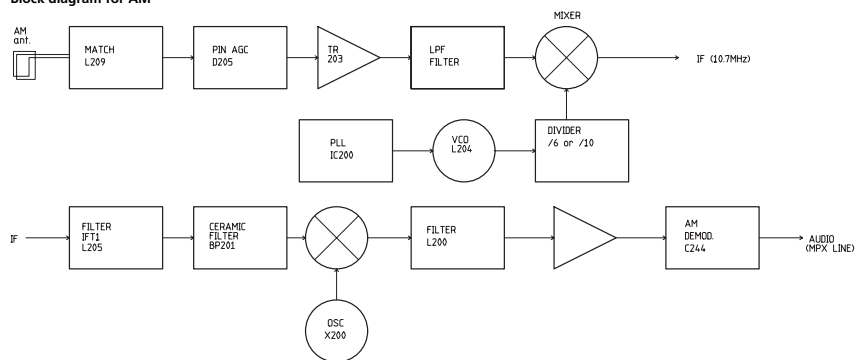 Block diagram for AM
MIXER
AM
ant.
MATCH
L209
PIN AGC
D205
TR
203
LPF
FILTER
IF (10.7MHz)
PLL
IC200
VCO
L204
DIVIDER
/6 or /10
IF
FILTER
IFT1
L205
CERAMIC
FILTER
BP201
FILTER
L200
AM
DEMOD.
C244
AUDIO
(MPX LINE)
OSC
X200